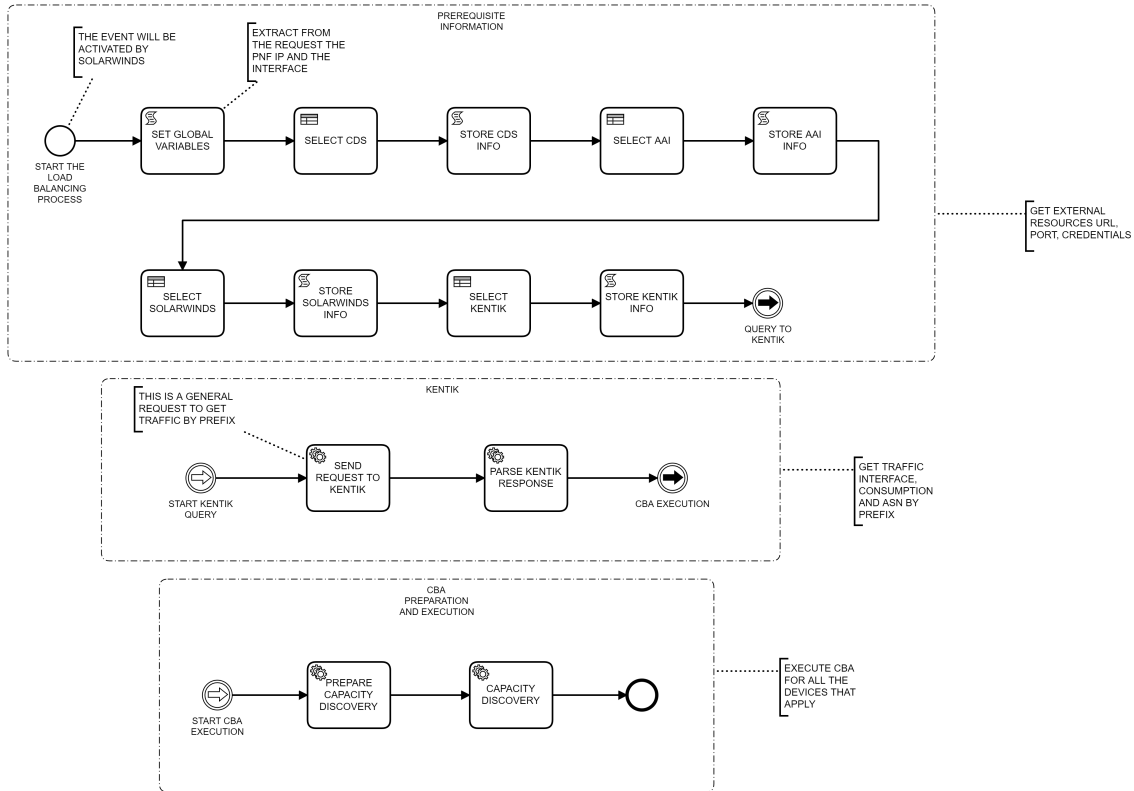 PREREQUISITE
INFORMATION
THE EVENT WILL BE
ACTIVATED BY
SOLARWINDS
EXTRACT FROM
THE REQUEST THE
PNF IP AND THE
INTERFACE
START THE
LOAD
BALANCING
PROCESS
SET GLOBAL
VARIABLES
SELECT CDS
STORE CDS
INFO
SELECT AAI
STORE AAI
INFO
GET EXTERNAL
RESOURCES URL,
PORT, CREDENTIALS
SELECT
SOLARWINDS
STORE
SOLARWINDS
INFO
SELECT
KENTIK
STORE KENTIK
INFO
QUERY TO
KENTIK
KENTIK
THIS IS A GENERAL
REQUEST TO GET
TRAFFIC BY PREFIX
START KENTIK
QUERY
SEND
REQUEST TO
KENTIK
PARSE KENTIK
RESPONSE
CBA EXECUTION
GET TRAFFIC
INTERFACE,
CONSUMPTION
AND ASN BY
PREFIX
CBA
PREPARATION
AND EXECUTION
START CBA
EXECUTION
PREPARE
CAPACITY
DISCOVERY
CAPACITY
DISCOVERY
EXECUTE CBA
FOR ALL THE
DEVICES THAT
APPLY